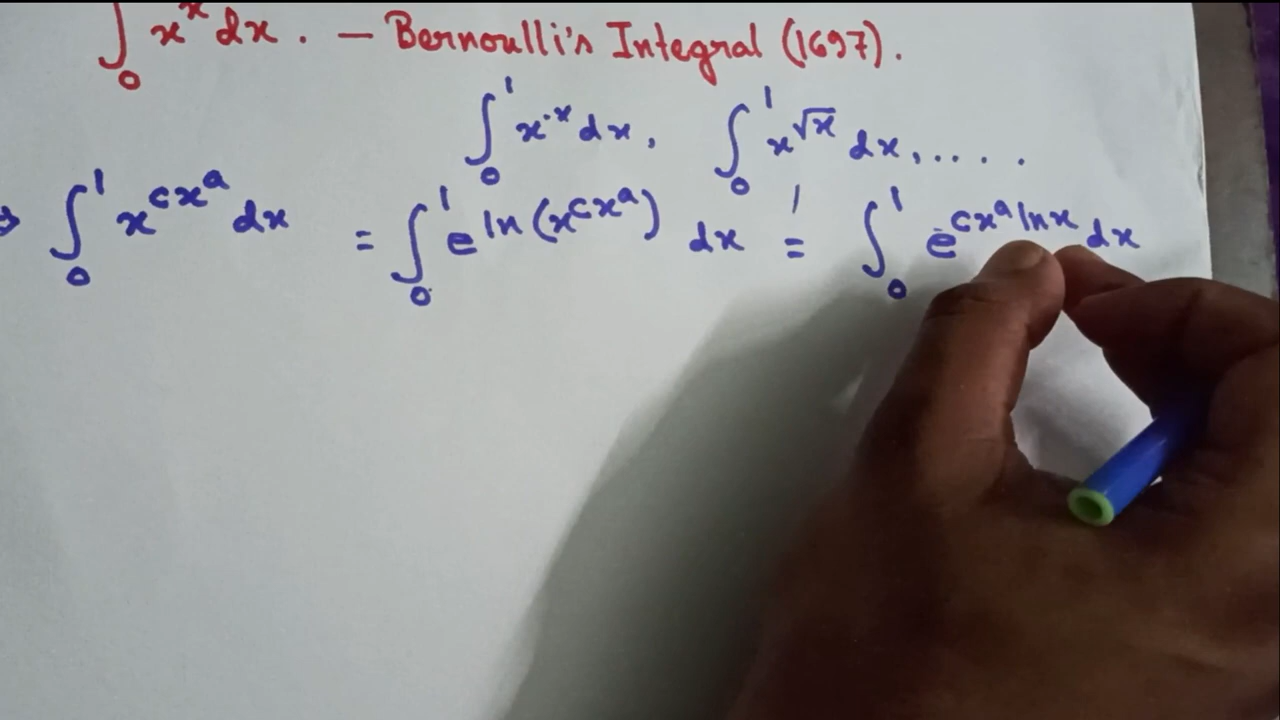 ∫₀ x^x dx. — Bernoulli's Integral (1697).
∫₀¹ x^{-x} dx, ∫₀¹ x^{√x} dx, ....
⇒ ∫₀¹ x^{cx^a} dx = ∫₀¹ e^{ln(x^{cx^a})} dx = ∫₀¹ e^{cx^a ln x} dx